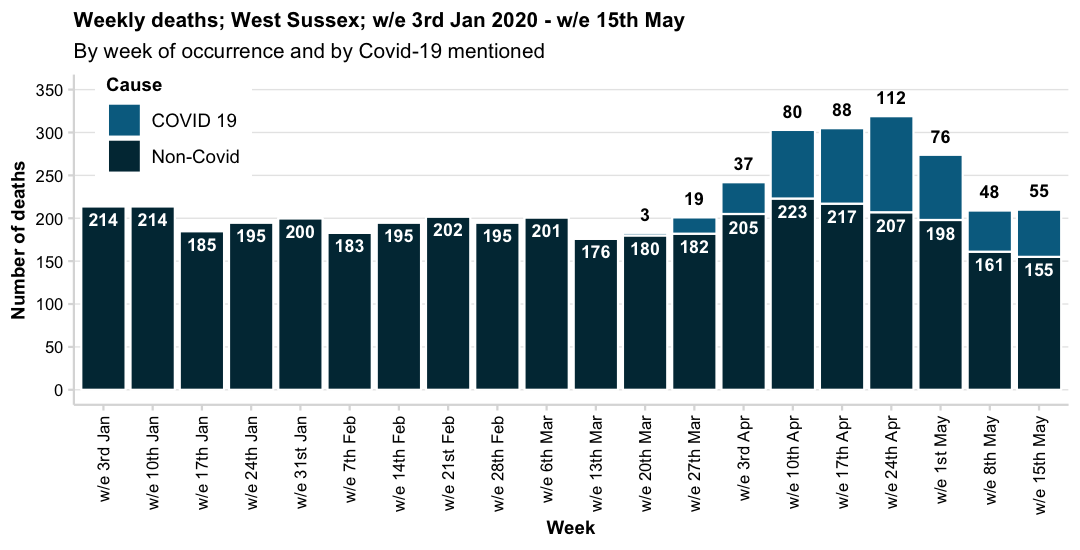 Weekly deaths; West Sussex; w/e 3rd Jan 2020 - w/e 15th May
By week of occurrence and by Covid-19 mentioned
Cause
COVID 19
Non-Covid
Number of deaths
350
300
250
200
150
100
50
0
3 19 37 80 88 112 76 48 55
214 214 185 195 200 183 195 202 195 201 176 180 182 205 223 217 207 198 161 155
w/e 3rd Jan
w/e 10th Jan
w/e 17th Jan
w/e 24th Jan
w/e 31st Jan
w/e 7th Feb
w/e 14th Feb
w/e 21st Feb
w/e 28th Feb
w/e 6th Mar
w/e 13th Mar
w/e 20th Mar
w/e 27th Mar
w/e 3rd Apr
w/e 10th Apr
w/e 17th Apr
w/e 24th Apr
w/e 1st May
w/e 8th May
w/e 15th May
Week